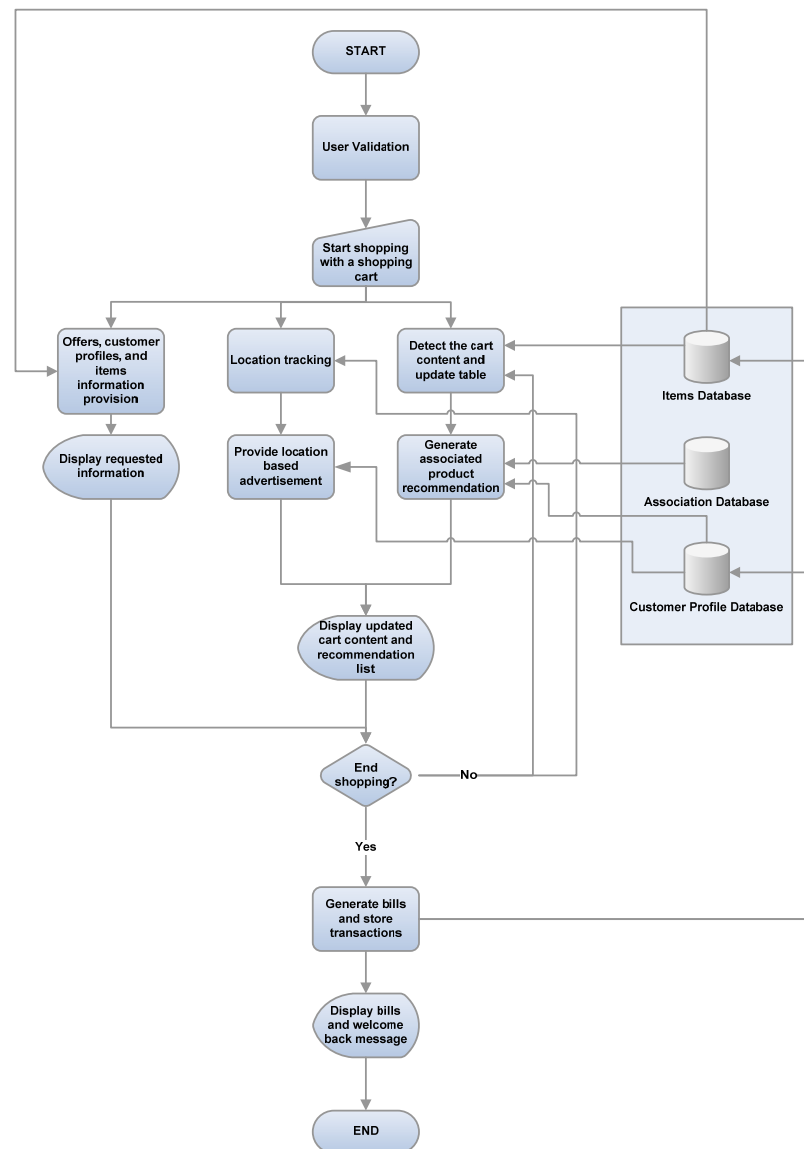 START
User Validation
Start shopping
with a shopping
cart
Offers, customer
profiles, and
items
information
provision
Location tracking
Detect the cart
content and
update table
Items Database
Display requested
information
Provide location
based
advertisement
Generate
associated
product
recommendation
Association Database
Customer Profile Database
Display updated
cart content and
recommendation
list
End
shopping?
No
Yes
Generate bills
and store
transactions
Display bills
and welcome
back message
END